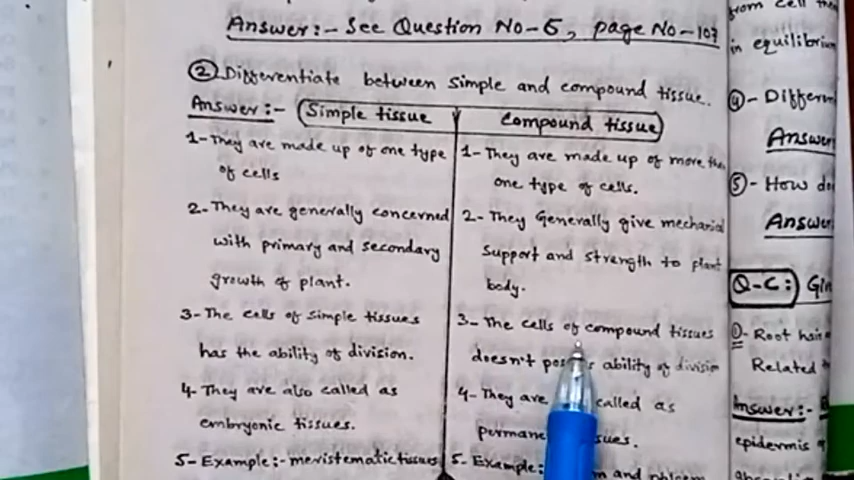 Answer:- See Question No-5, page No-107
② Differentiate between Simple and compound tissue.
Answer:- Simple tissue
1- They are made up of one type
of cells
2- They are generally concerned
with primary and secondary
growth of plant.
3- The cells of simple tissues
has the ability of division.
4- They are also called as
embryonic tissues.
5- Example:- meristematic tissues
Compound tissue
1- They are made up of more
one type of cells.
2- They Generally give
Support and strength to plant
body.
3- The cells of compound tissues
doesn't ability of division
4- They are called as

5- Example: and phloem
from cell
in equilibrium
④-
Answer
⑤- How
Answer
Q-C:
①- Root hair
Related
Answer:-
epidermis